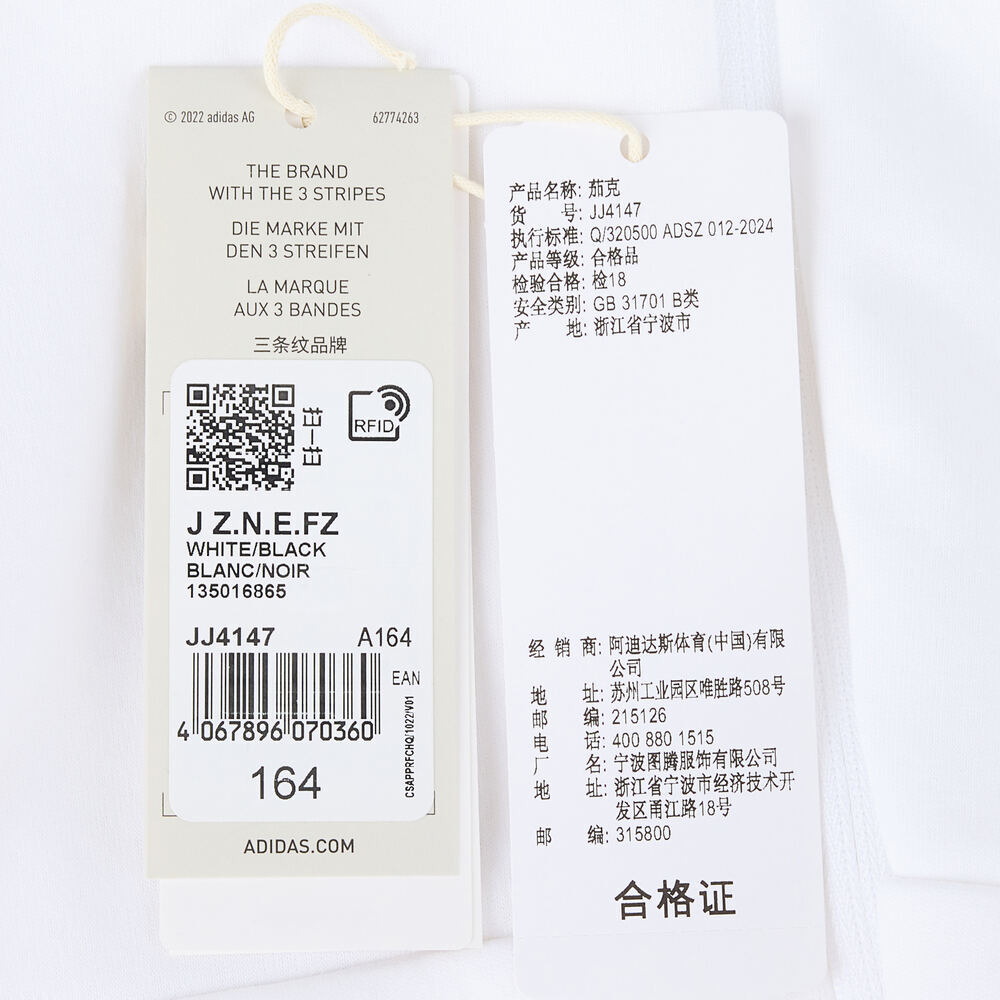 © 2022 adidas AG 62774263
THE BRAND
WITH THE 3 STRIPES
DIE MARKE MIT
DEN 3 STREIFEN
LA MARQUE
AUX 3 BANDES
三条纹品牌
扫一扫
RFID
J Z.N.E.FZ
WHITE/BLACK
BLANC/NOIR
135016865
JJ4147 A164
EAN
4 067896 070360
CSAPPRFCHQ/1022/V01
164
ADIDAS.COM
产品名称: 茄克
货 号: JJ4147
执行标准: Q/320500 ADSZ 012-2024
产品等级: 合格品
检验合格: 检18
安全类别: GB 31701 B类
产 地: 浙江省宁波市
经 销 商: 阿迪达斯体育(中国)有限
公司
地 址: 苏州工业园区唯胜路508号
邮 编: 215126
电 话: 400 880 1515
厂 名: 宁波图腾服饰有限公司
地 址: 浙江省宁波市经济技术开
发区甬江路18号
邮 编: 315800
合格证